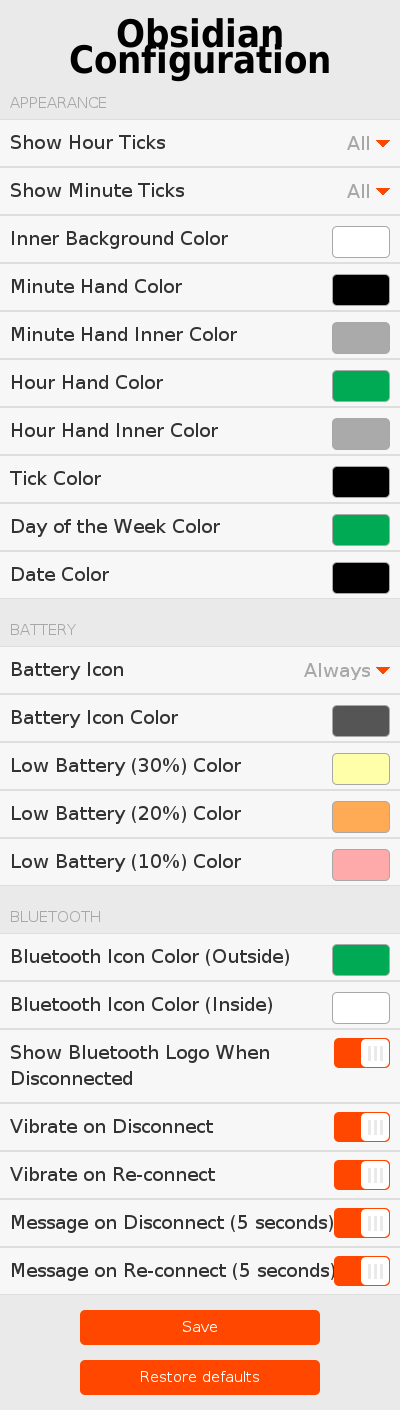 Obsidian
Configuration
APPEARANCE
Show Hour Ticks All
Show Minute Ticks All
Inner Background Color
Minute Hand Color
Minute Hand Inner Color
Hour Hand Color
Hour Hand Inner Color
Tick Color
Day of the Week Color
Date Color
BATTERY
Battery Icon Always
Battery Icon Color
Low Battery (30%) Color
Low Battery (20%) Color
Low Battery (10%) Color
BLUETOOTH
Bluetooth Icon Color (Outside)
Bluetooth Icon Color (Inside)
Show Bluetooth Logo When
Disconnected
Vibrate on Disconnect
Vibrate on Re-connect
Message on Disconnect (5 seconds)
Message on Re-connect (5 seconds)
Save
Restore defaults